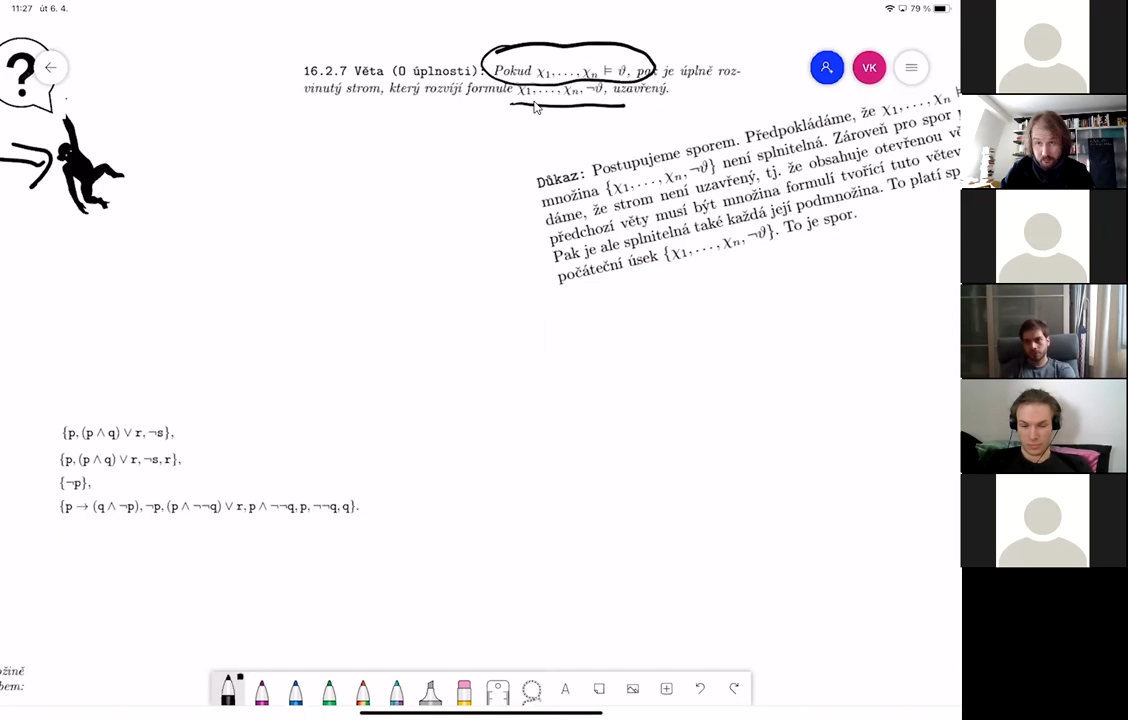 11:27 út 6. 4.
79 %
?
VK
16.2.7 Věta (O úplnosti): Pokud χ₁, . . . , χₙ ⊨ ϑ, pak je úplně roz-
vinutý strom, který rozvíjí formule χ₁, . . . , χₙ, ¬ϑ, uzavřený.
Důkaz: Postupujeme sporem. Předpokládáme, že χ₁, . . . , χₙ ⊨
množina {χ₁, . . . , χₙ, ¬ϑ} není splnitelná. Zároveň pro spor
dáme, že strom není uzavřený, tj. že obsahuje otevřenou
předchozí věty musí být množina formulí tvořící tuto větev
Pak je ale splnitelná také každá její podmnožina. To platí
počáteční úsek {χ₁, . . . , χₙ, ¬ϑ}. To je spor.
{p, (p ∧ q) ∨ r, ¬s},
{p, (p ∧ q) ∨ r, ¬s, r},
{¬p},
{p → (q ∧ ¬p), ¬p, (p ∧ ¬¬q) ∨ r, p ∧ ¬¬q, p, ¬¬q, q}.
A